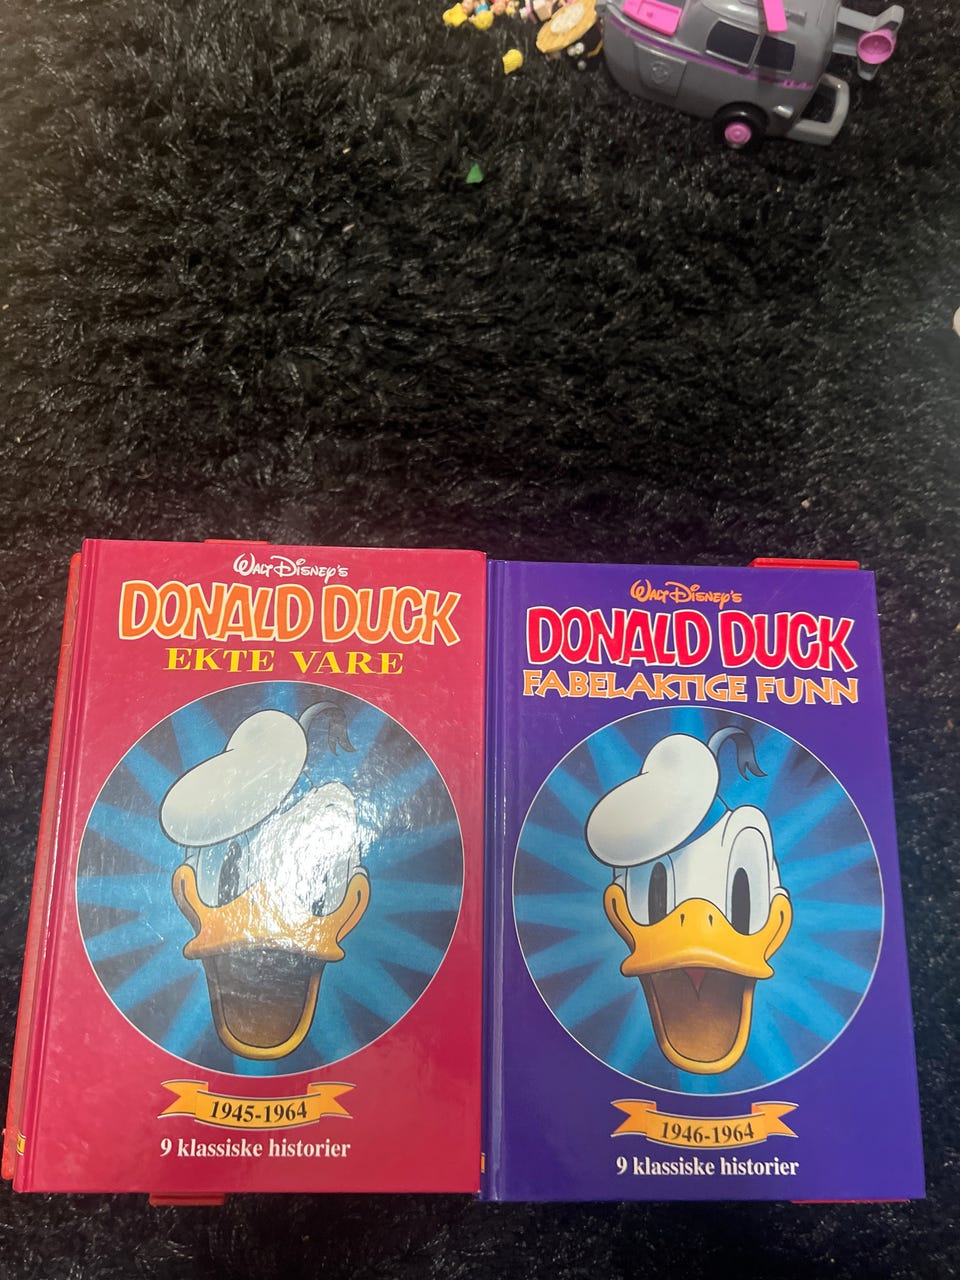 WALT DISNEY'S
DONALD DUCK
EKTE VARE
1945-1964
9 klassiske historier
WALT DISNEY'S
DONALD DUCK
FABELAKTIGE FUNN
1946-1964
9 klassiske historier